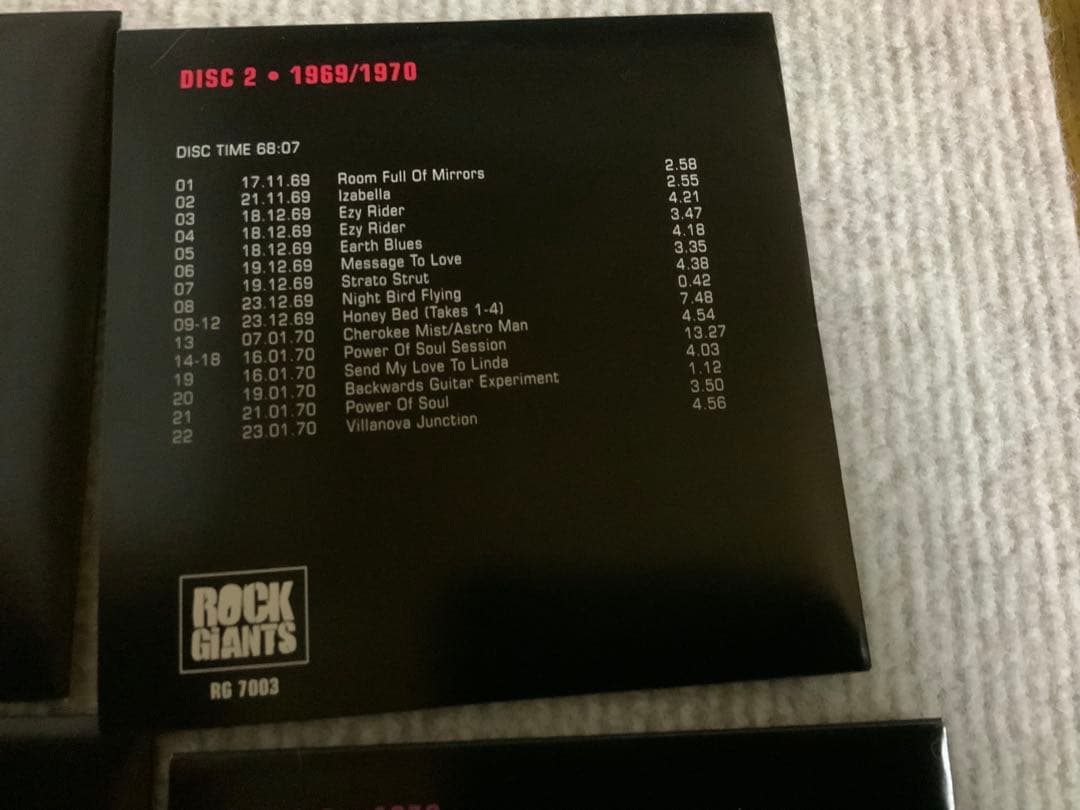 DISC 2 • 1969/1970
DISC TIME 68:07
01 17.11.69 Room Full Of Mirrors 2.58
02 21.11.69 Izabella 2.55
03 18.12.69 Ezy Rider 4.21
04 18.12.69 Ezy Rider 3.47
05 18.12.69 Earth Blues 4.18
06 19.12.69 Message To Love 3.35
07 19.12.69 Strato Strut 4.38
08 23.12.69 Night Bird Flying 0.42
09-12 23.12.69 Honey Bed (Takes 1-4) 7.48
13 07.01.70 Cherokee Mist/Astro Man 4.54
14-18 16.01.70 Power Of Soul Session 13.27
19 16.01.70 Send My Love To Linda 4.03
20 19.01.70 Backwards Guitar Experiment 1.12
21 21.01.70 Power Of Soul 3.50
22 23.01.70 Villanova Junction 4.56
ROCK
GiANTS
RG 7003